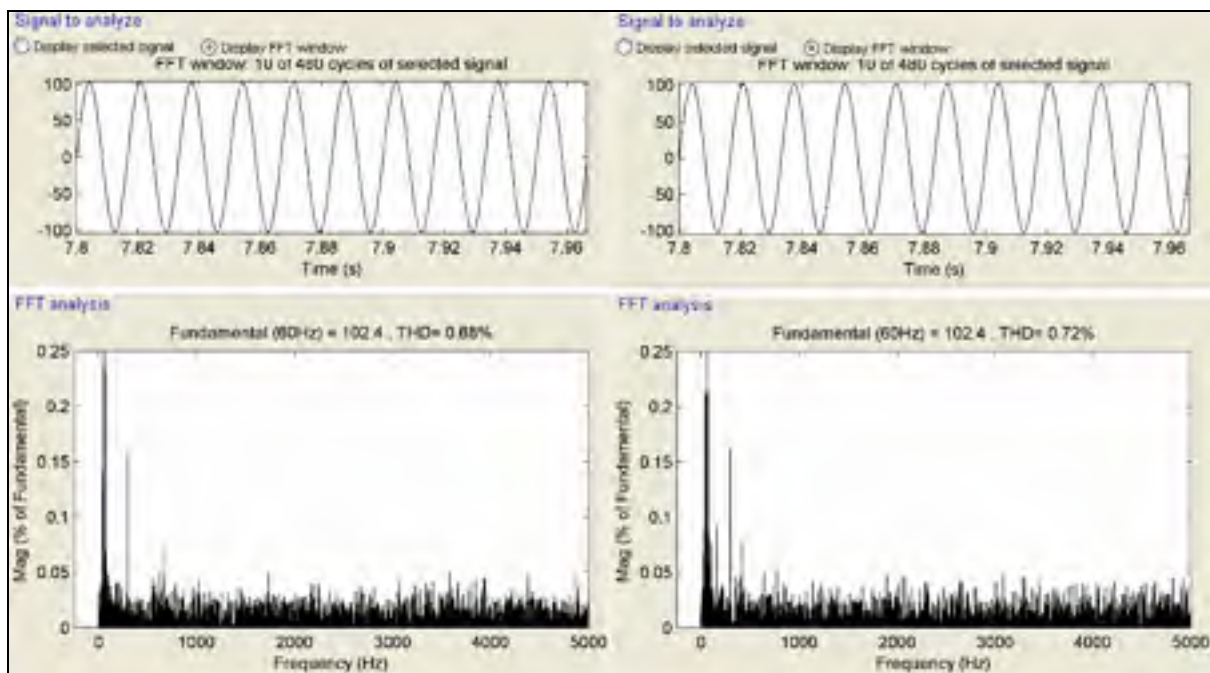 Signal to analyze
Display selected signal Display FFT window
FFT window: 10 of 480 cycles of selected signal
100
50
0
-50
-100
7.8 7.82 7.84 7.86 7.88 7.9 7.92 7.94 7.96
Time (s)
FFT analysis
Fundamental (60Hz) = 102.4 , THD= 0.68%
0.25
0.2
0.15
0.1
0.05
0
Mag (% of Fundamental)
0 1000 2000 3000 4000 5000
Frequency (Hz)
Signal to analyze
Display selected signal Display FFT window
FFT window: 10 of 480 cycles of selected signal
100
50
0
-50
-100
7.8 7.82 7.84 7.86 7.88 7.9 7.92 7.94 7.96
Time (s)
FFT analysis
Fundamental (60Hz) = 102.4 , THD= 0.72%
0.25
0.2
0.15
0.1
0.05
0
Mag (% of Fundamental)
0 1000 2000 3000 4000 5000
Frequency (Hz)